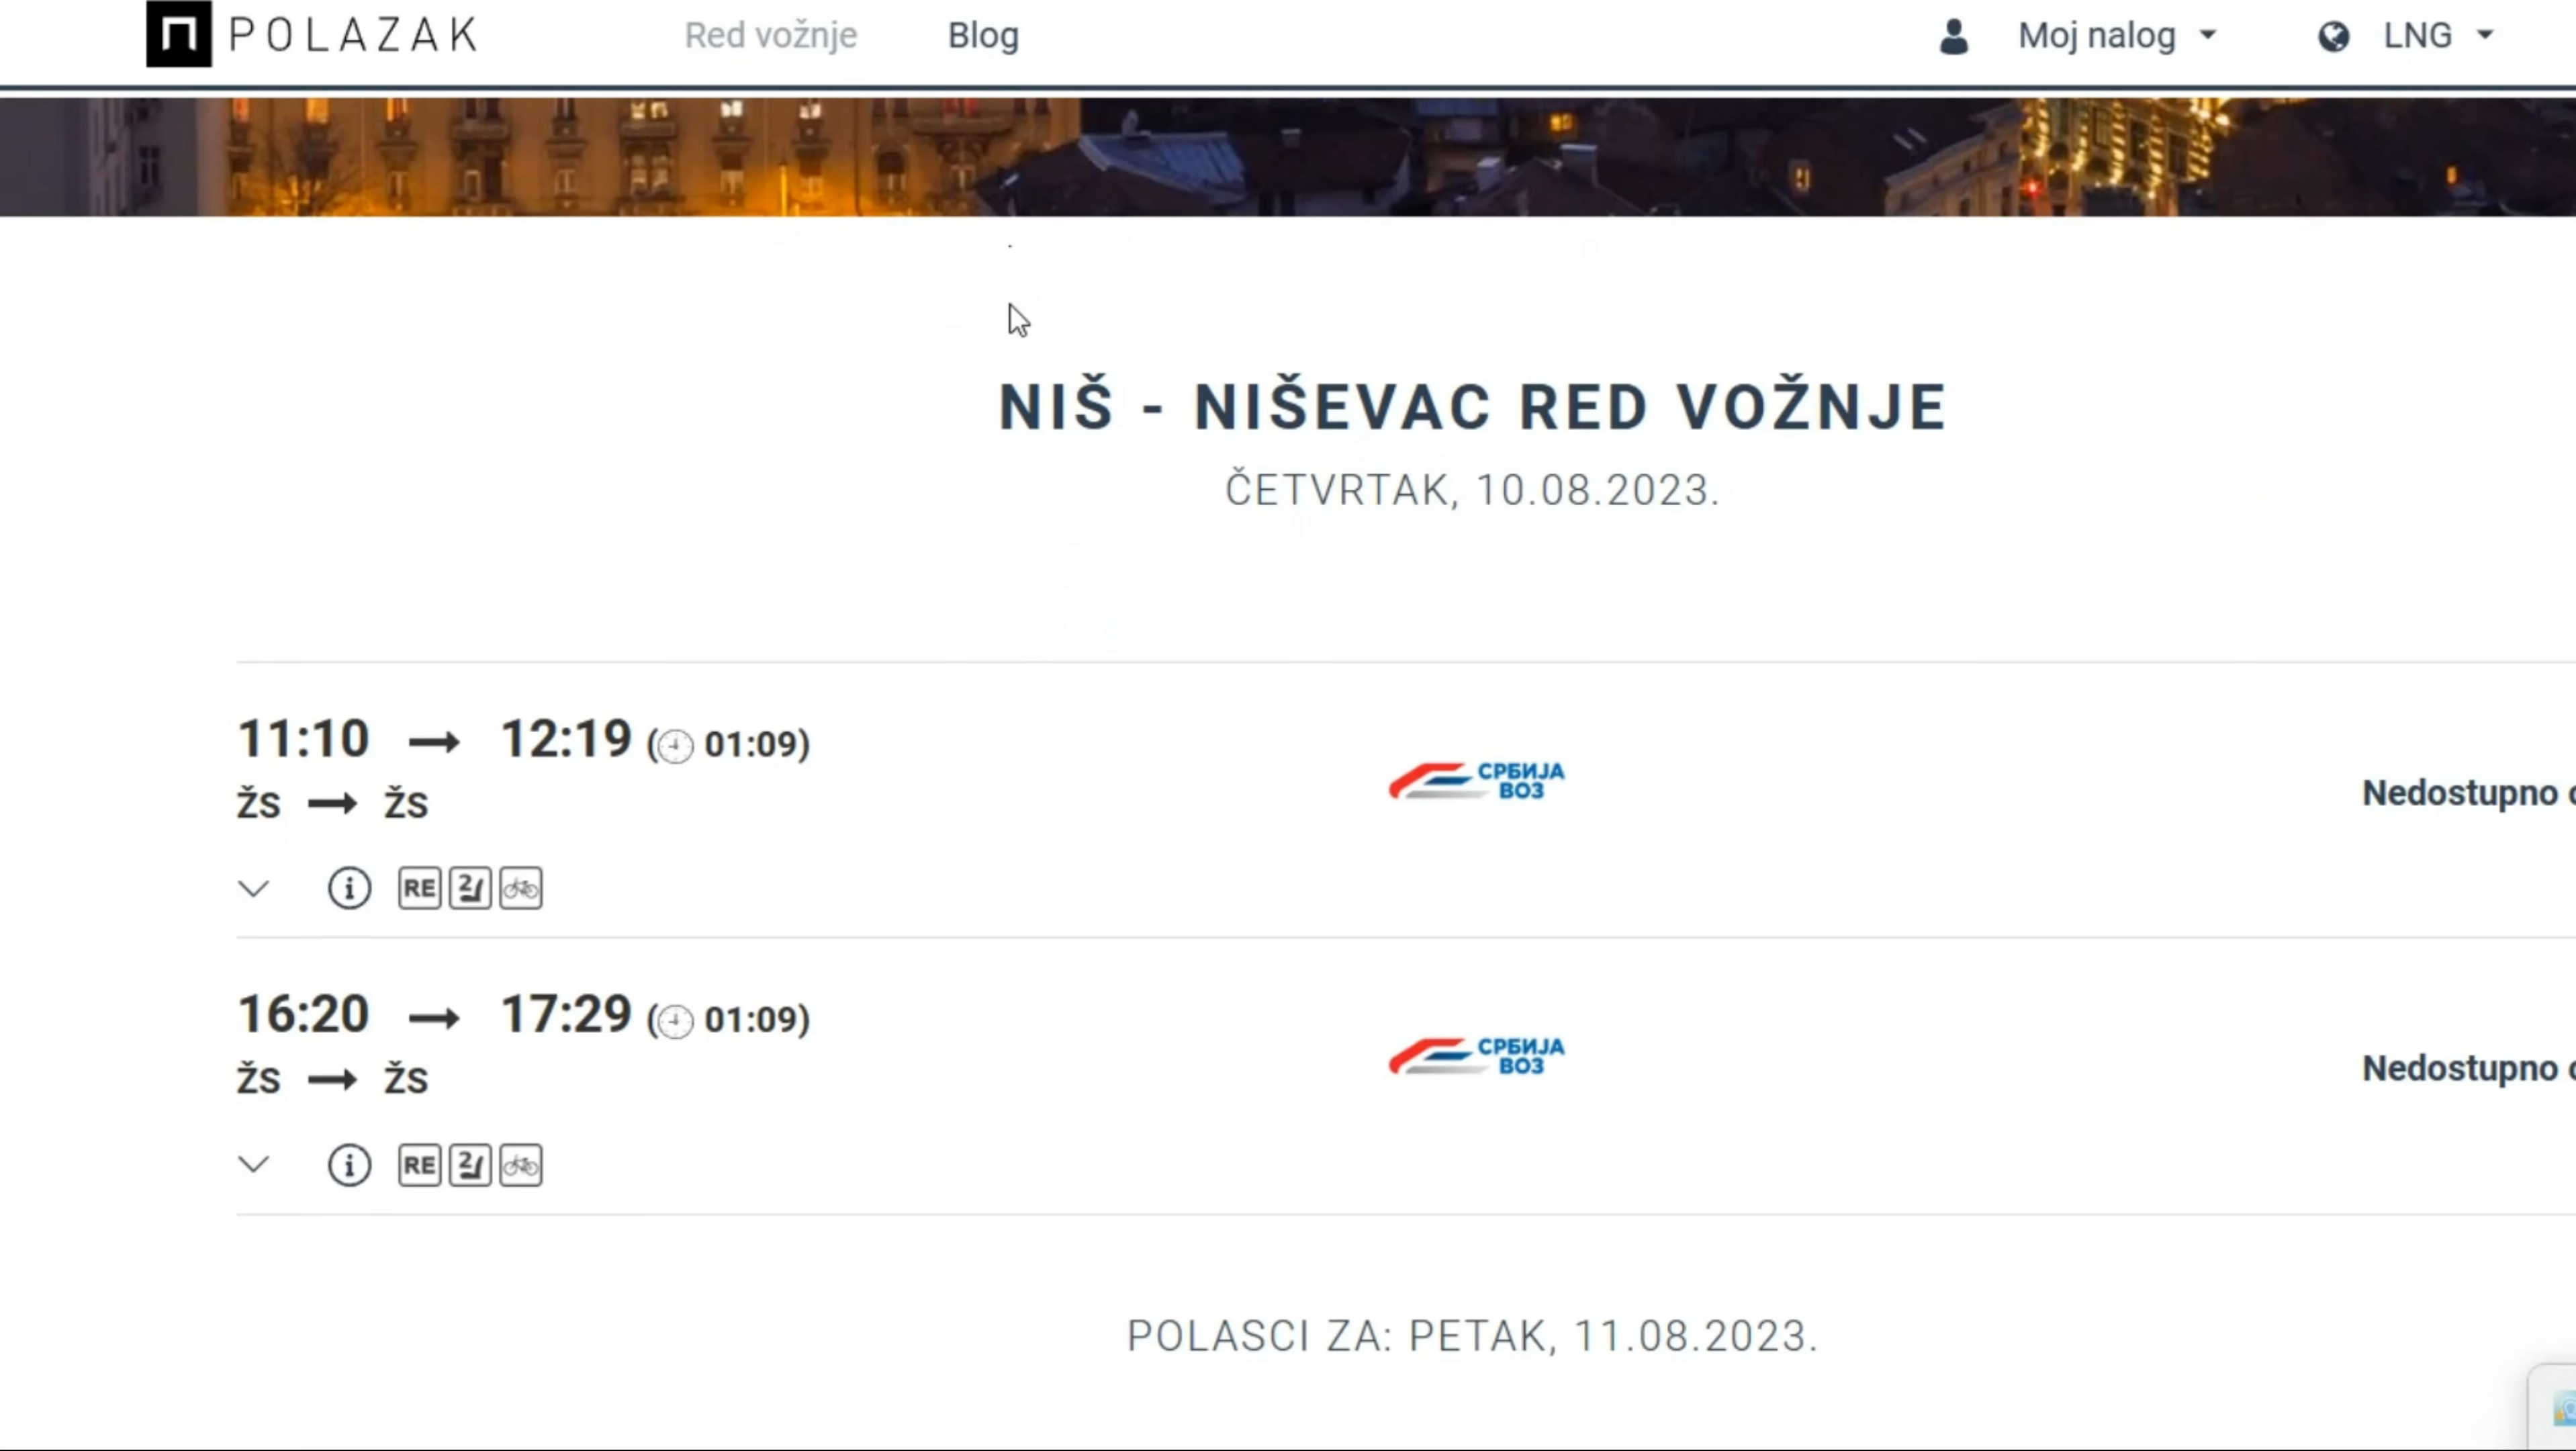 POLAZAK Red vožnje Blog Moj nalog LNG
NIŠ - NIŠEVAC RED VOŽNJE
ČETVRTAK, 10.08.2023.
11:10 → 12:19 (01:09)
ŽS → ŽS
СРБИЈА
ВОЗ
Nedostupno
RE 2
16:20 → 17:29 (01:09)
ŽS → ŽS
СРБИЈА
ВОЗ
Nedostupno
RE 2
POLASCI ZA: PETAK, 11.08.2023.